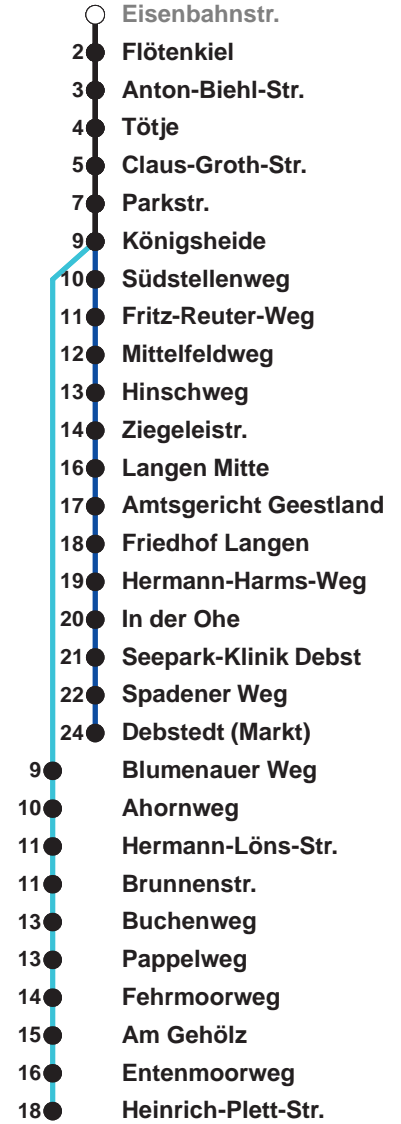 Eisenbahnstr.
2 Flötenkiel
3 Anton-Biehl-Str.
4 Tötje
5 Claus-Groth-Str.
7 Parkstr.
9 Königsheide
10 Südstellenweg
11 Fritz-Reuter-Weg
12 Mittelfeldweg
13 Hinschweg
14 Ziegeleistr.
16 Langen Mitte
17 Amtsgericht Geestland
18 Friedhof Langen
19 Hermann-Harms-Weg
20 In der Ohe
21 Seepark-Klinik Debst
22 Spadener Weg
24 Debstedt (Markt)
9 Blumenauer Weg
10 Ahornweg
11 Hermann-Löns-Str.
11 Brunnenstr.
13 Buchenweg
13 Pappelweg
14 Fehrmoorweg
15 Am Gehölz
16 Entenmoorweg
18 Heinrich-Plett-Str.